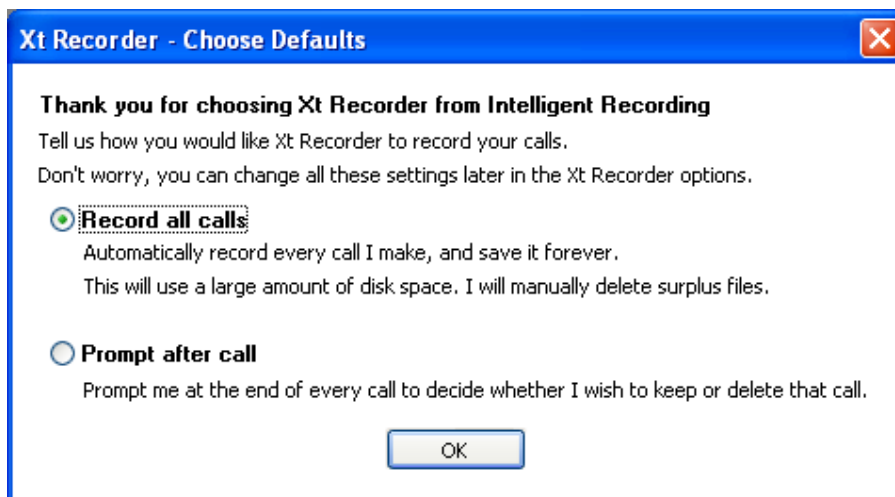 Xt Recorder - Choose Defaults
Thank you for choosing Xt Recorder from Intelligent Recording
Tell us how you would like Xt Recorder to record your calls.
Don't worry, you can change all these settings later in the Xt Recorder options.
Record all calls
Automatically record every call I make, and save it forever.
This will use a large amount of disk space. I will manually delete surplus files.
Prompt after call
Prompt me at the end of every call to decide whether I wish to keep or delete that call.
OK